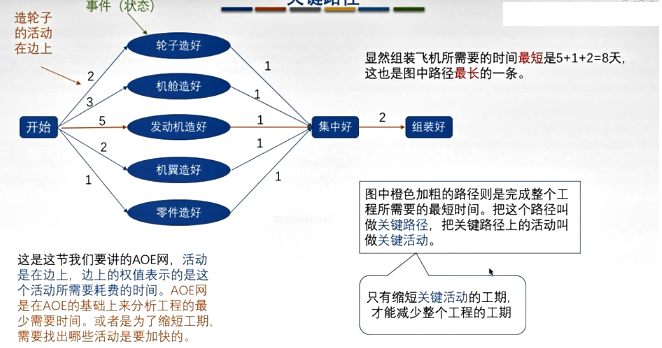 关键路径
事件（状态）
造轮子
的活动
在边上
轮子造好
机舱造好
发动机造好
机翼造好
零件造好
开始
集中好
组装好
2
3
5
2
1
1
1
1
1
1
2
显然组装飞机所需要的时间最短是5+1+2=8天，
这也是图中路径最长的一条。
图中橙色加粗的路径则是完成整个工
程所需要的最短时间。把这个路径叫
做关键路径，把关键路径上的活动叫
做关键活动。
只有缩短关键活动的工期，
才能减少整个工程的工期
这是这节我们要讲的AOE网，活动
是在边上，边上的权值表示的是这
个活动所需要耗费的时间。AOE网
是在AOE的基础上来分析工程的最
少需要时间。或者是为了缩短工期，
需要找出哪些活动是要加快的。